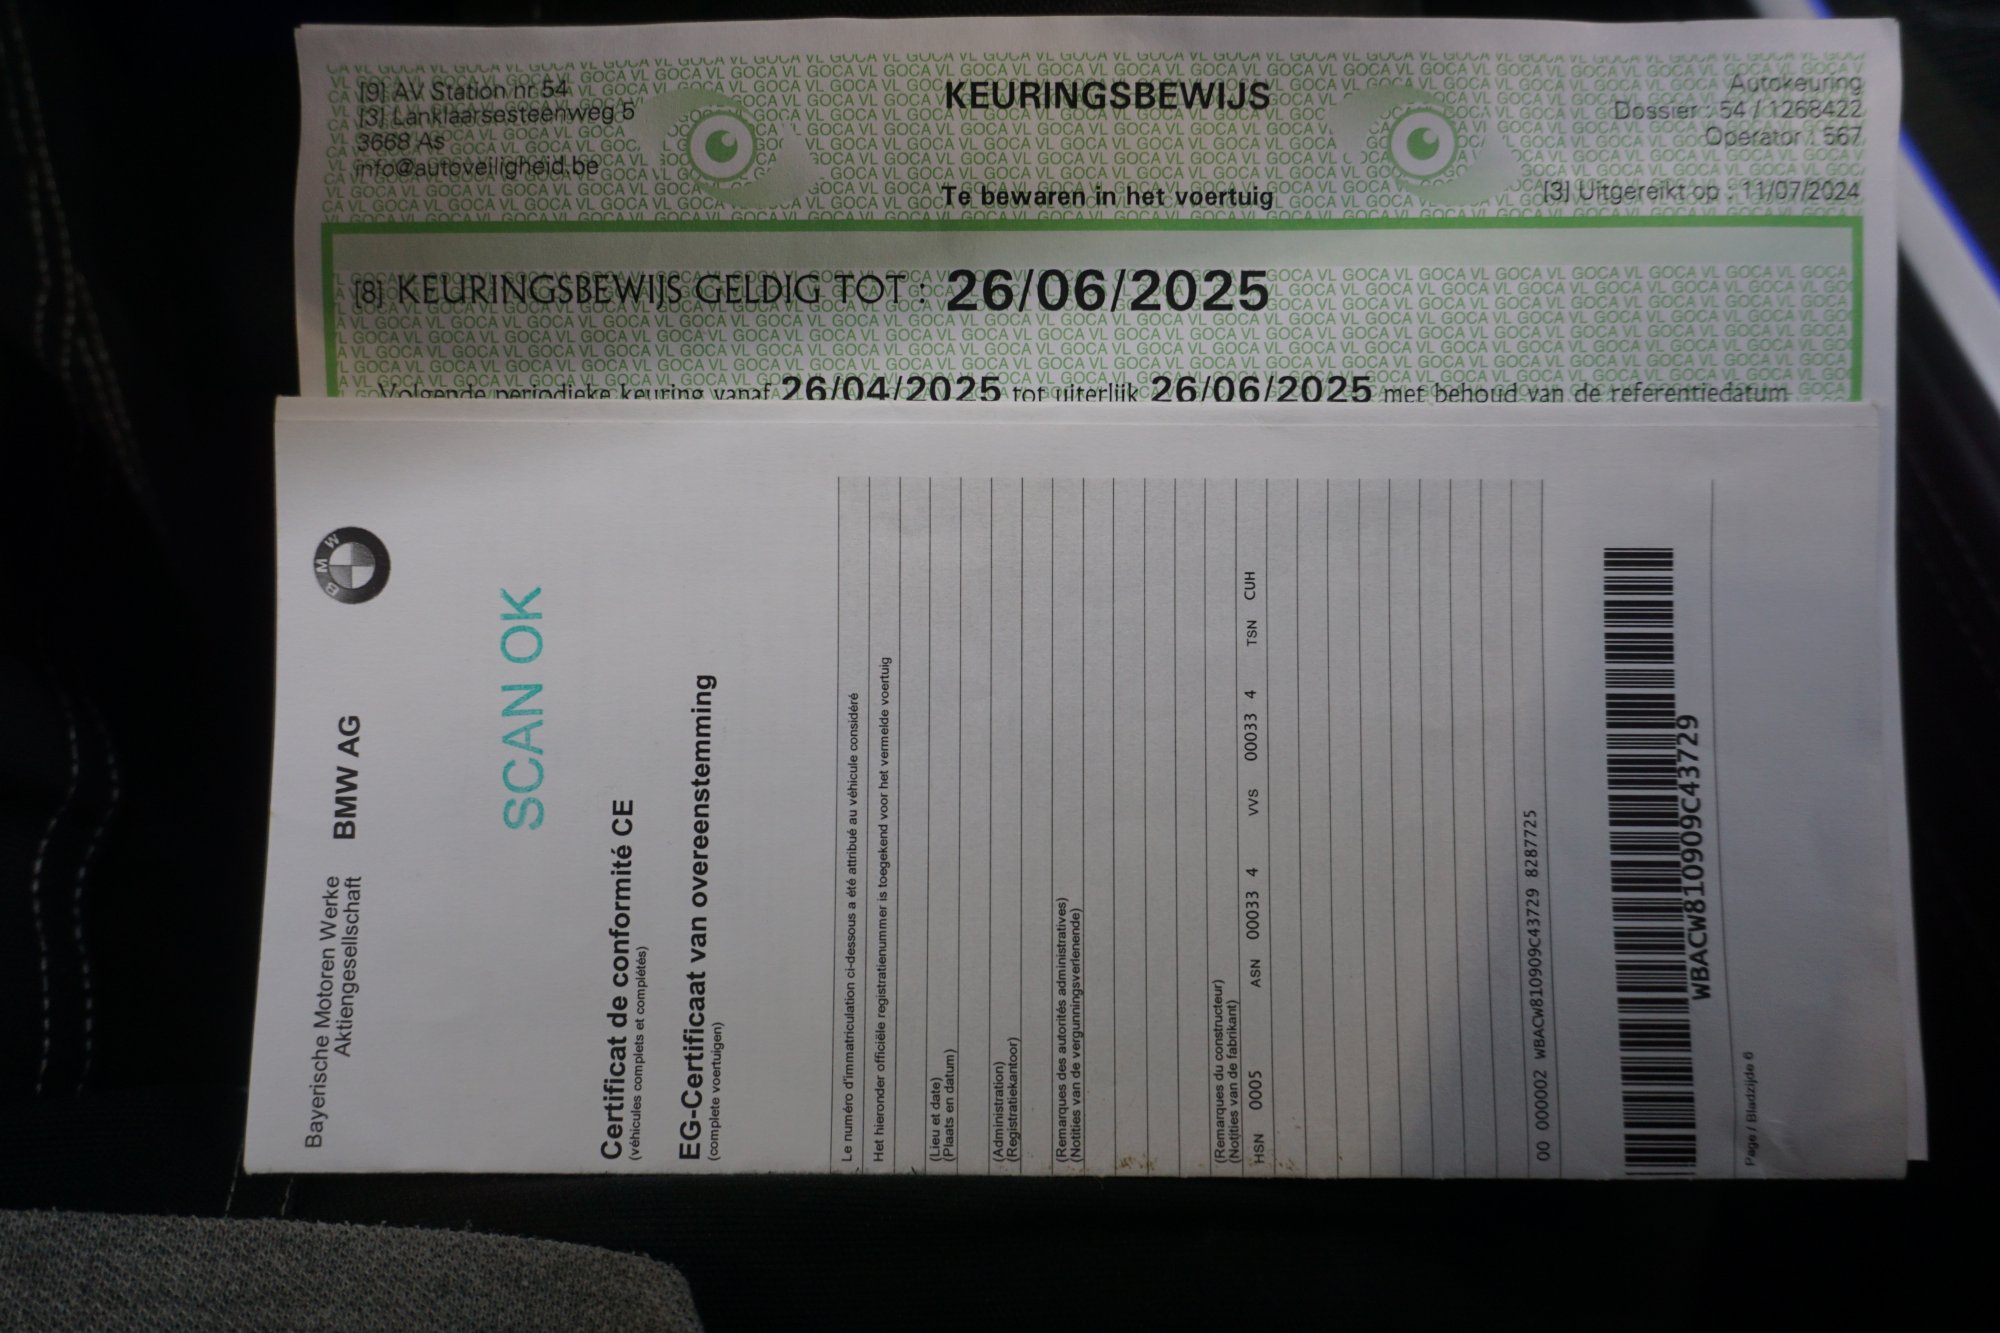 [9] AV Station nr 54
[3] Lanklaarsesteenweg 5
3668 As
info@autoveiligheid.be
KEURINGSBEWIJS
Te bewaren in het voertuig
Autokeuring
Dossier : 54 / 1268422
Operator : 567
[3] Uitgereikt op : 11/07/2024
[8] KEURINGSBEWIJS GELDIG TOT : 26/06/2025
Volgende periodieke keuring vanaf 26/04/2025 tot uiterlijk 26/06/2025 met behoud van de referentiedatum
Bayerische Motoren Werke
Aktiengesellschaft BMW AG
BMW
SCAN OK
Certificat de conformité CE
(véhicules complets et complétés)
EG-Certificaat van overeenstemming
(complete voertuigen)
Le numéro d'immatriculation ci-dessous a été attribué au véhicule considéré
Het hieronder officiële registratienummer is toegekend voor het vermelde voertuig
(Lieu et date)
(Plaats en datum)
(Administration)
(Registratiekantoor)
(Remarques des autorités administratives)
(Notities van de vergunningsverlenende)
(Remarques du constructeur)
(Notities van de fabrikant)
HSN 0005 ASN 00033 4 VVS 00033 4 TSN CUH
00 000002 WBACW810909C43729 8287725
WBACW810909C43729
Page / Bladzijde 6